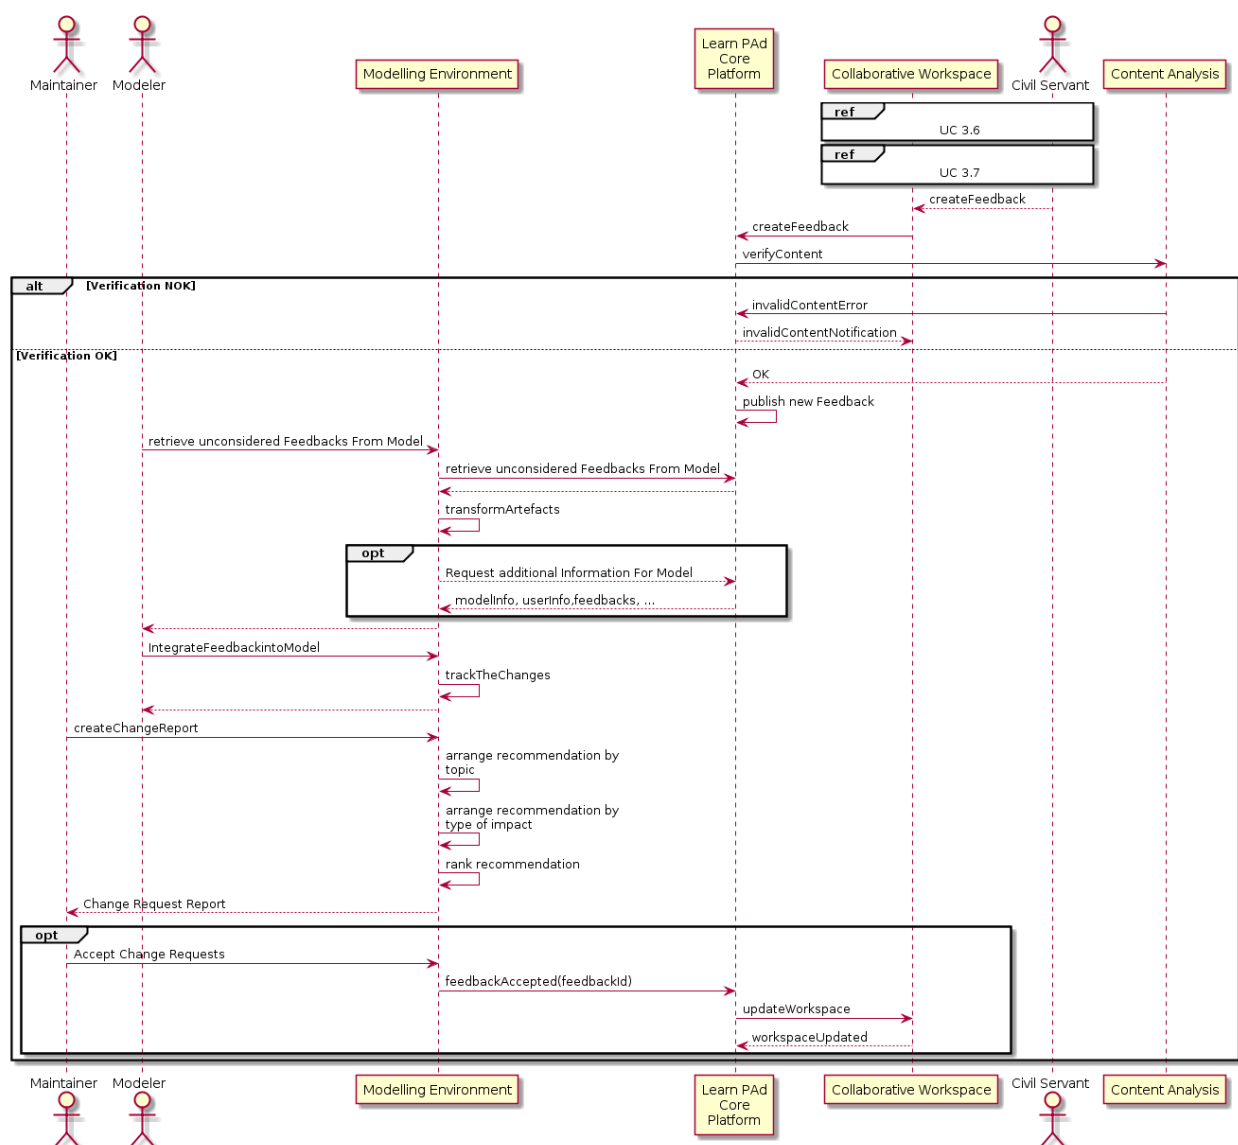 Maintainer
Modeler
Modelling Environment
Learn PAd
Core
Platform
Collaborative Workspace
Civil Servant
Content Analysis
ref
UC 3.6
ref
UC 3.7
createFeedback
createFeedback
verifyContent
alt
[Verification NOK]
invalidContentError
invalidContentNotification
[Verification OK]
OK
publish new Feedback
retrieve unconsidered Feedbacks From Model
retrieve unconsidered Feedbacks From Model
transformArtefacts
opt
Request additional Information For Model
modelInfo, userInfo,feedbacks, ...
IntegrateFeedbackintoModel
trackTheChanges
createChangeReport
arrange recommendation by
topic
arrange recommendation by
type of impact
rank recommendation
Change Request Report
opt
Accept Change Requests
feedbackAccepted(feedbackId)
updateWorkspace
workspaceUpdated
Maintainer
Modeler
Modelling Environment
Learn PAd
Core
Platform
Collaborative Workspace
Civil Servant
Content Analysis